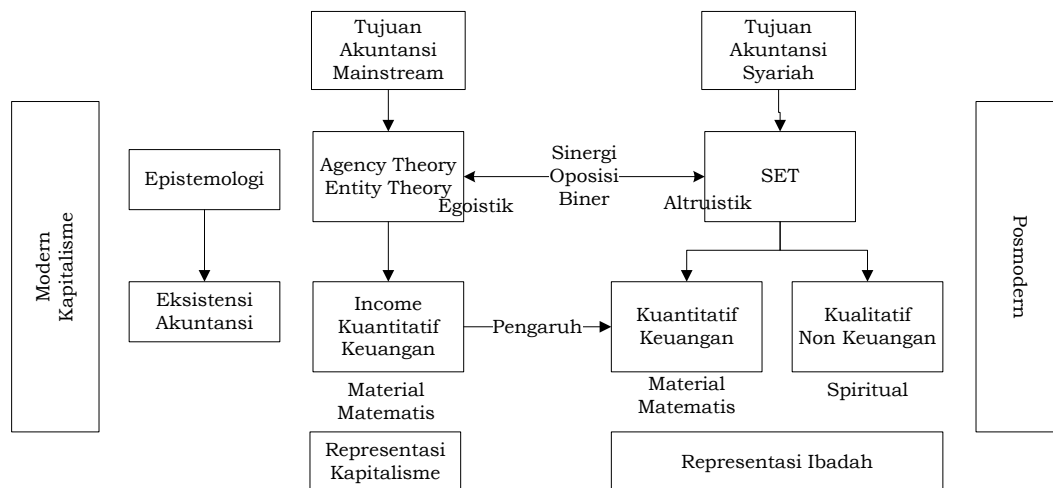 Tujuan
Akuntansi
Mainstream
Tujuan
Akuntansi
Syariah
Modern
Kapitalisme
Epistemologi
Agency Theory
Entity Theory
Egoistik
Sinergi
Oposisi
Biner
Altruistik
SET
Posmodern
Eksistensi
Akuntansi
Income
Kuantitatif
Keuangan
Pengaruh
Kuantitatif
Keuangan
Kualitatif
Non Keuangan
Material
Matematis
Material
Matematis
Spiritual
Representasi
Kapitalisme
Representasi Ibadah